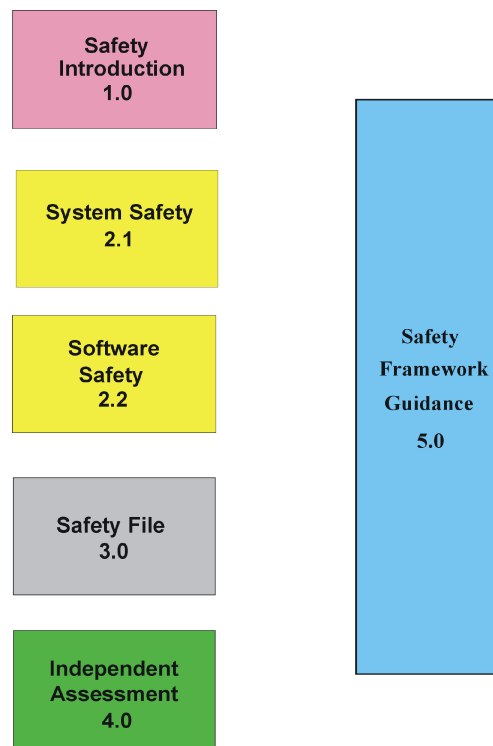 Safety
Introduction
1.0
System Safety
2.1
Software
Safety
2.2
Safety File
3.0
Independent
Assessment
4.0
Safety
Framework
Guidance
5.0